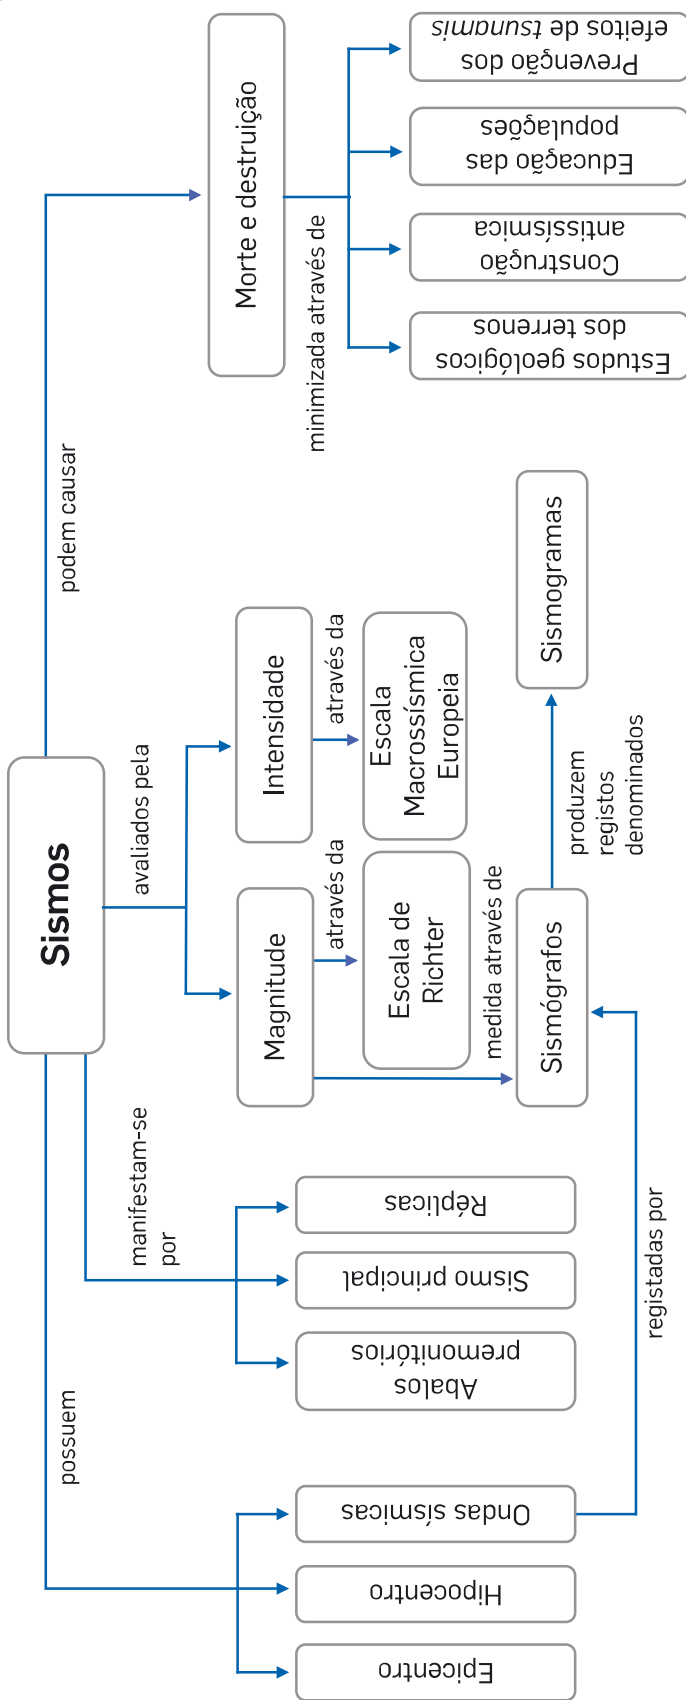 Sismos
possuem
Epicentro
Hipocentro
Ondas sísmicas
registadas por
manifestam-se
por
Abalos
premonitórios
Sismo principal
Réplicas
avaliados pela
Magnitude
através da
Escala de
Richter
medida através de
Sismógrafos
produzem
registos
denominados
Sismogramas
Intensidade
através da
Escala
Macrossísmica
Europeia
podem causar
Morte e destruição
minimizada através de
Estudos geológicos
dos terrenos
Construção
antissísmica
Educação das
populações
Prevenção dos
efeitos de tsunamis